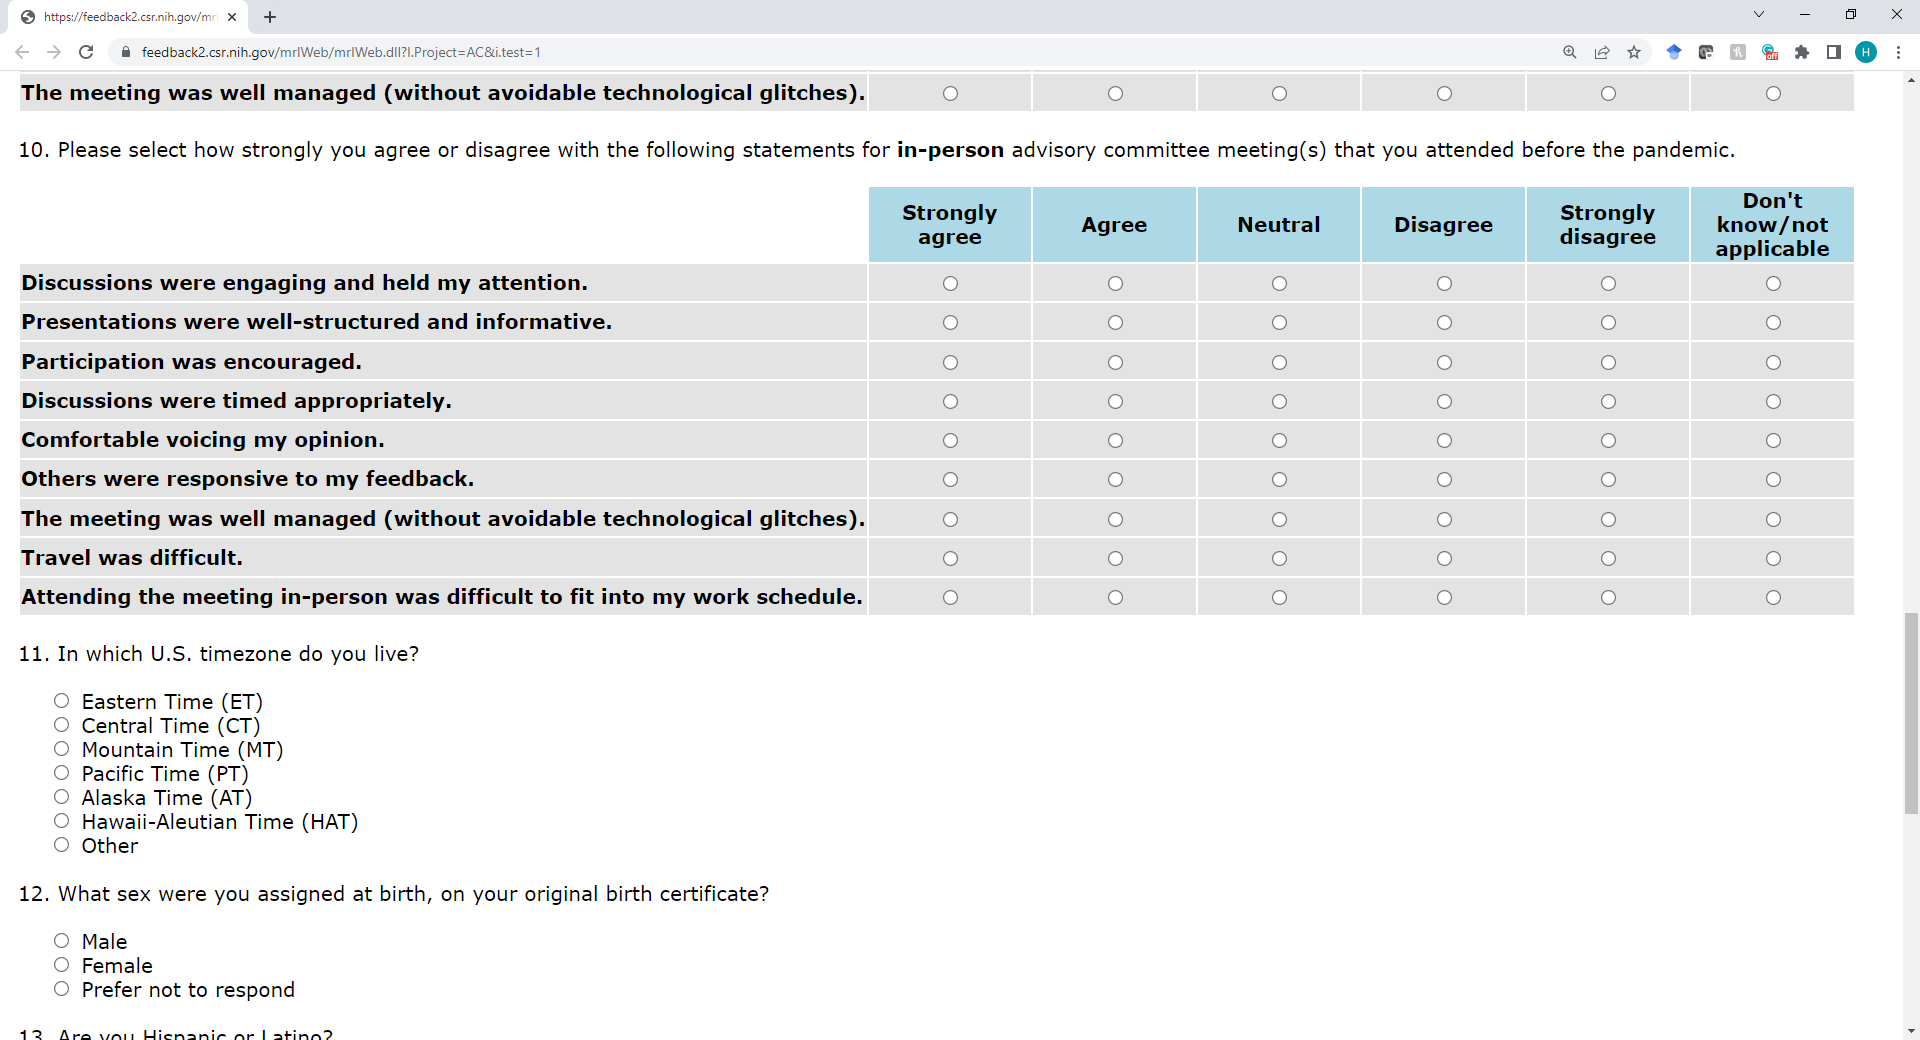 https://feedback2.csr.nih.gov/mrI
feedback2.csr.nih.gov/mrIWeb/mrIWeb.dll?I.Project=AC&i.test=1
H
The meeting was well managed (without avoidable technological glitches).
10. Please select how strongly you agree or disagree with the following statements for in-person advisory committee meeting(s) that you attended before the pandemic.
Strongly agree
Agree
Neutral
Disagree
Strongly disagree
Don't know/not applicable
Discussions were engaging and held my attention.
Presentations were well-structured and informative.
Participation was encouraged.
Discussions were timed appropriately.
Comfortable voicing my opinion.
Others were responsive to my feedback.
The meeting was well managed (without avoidable technological glitches).
Travel was difficult.
Attending the meeting in-person was difficult to fit into my work schedule.
11. In which U.S. timezone do you live?
Eastern Time (ET)
Central Time (CT)
Mountain Time (MT)
Pacific Time (PT)
Alaska Time (AT)
Hawaii-Aleutian Time (HAT)
Other
12. What sex were you assigned at birth, on your original birth certificate?
Male
Female
Prefer not to respond
13. Are you Hispanic or Latino?